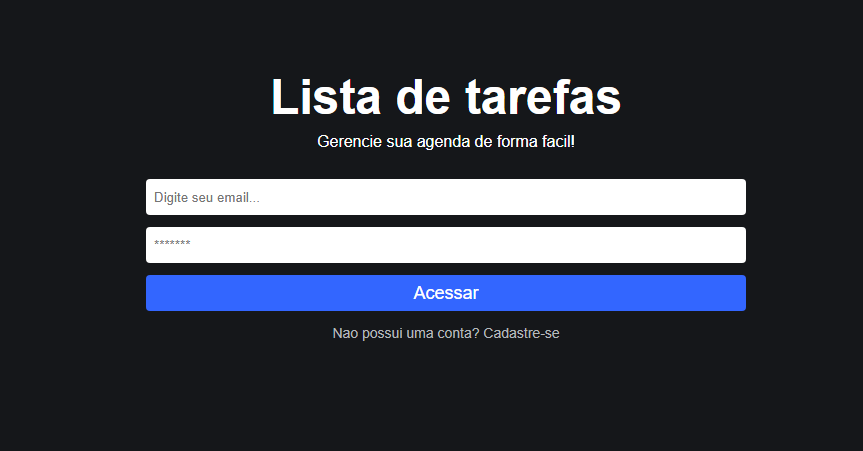 Lista de tarefas
Gerencie sua agenda de forma facil!
Digite seu email...
*******
Acessar
Nao possui uma conta? Cadastre-se